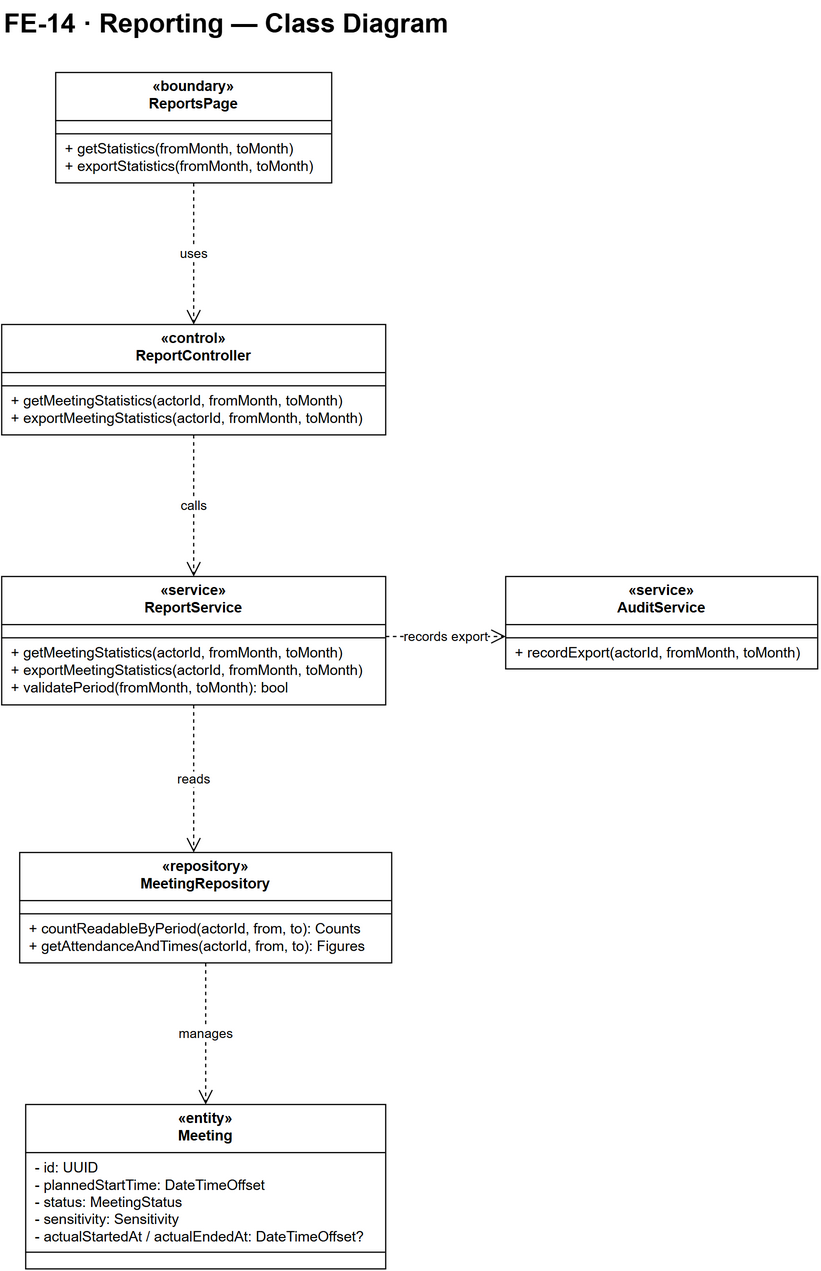 FE-14 · Reporting — Class Diagram
«boundary»
ReportsPage
+ getStatistics(fromMonth, toMonth)
+ exportStatistics(fromMonth, toMonth)
uses
«control»
ReportController
+ getMeetingStatistics(actorId, fromMonth, toMonth)
+ exportMeetingStatistics(actorId, fromMonth, toMonth)
calls
«service»
ReportService
+ getMeetingStatistics(actorId, fromMonth, toMonth)
+ exportMeetingStatistics(actorId, fromMonth, toMonth)
+ validatePeriod(fromMonth, toMonth): bool
records export
«service»
AuditService
+ recordExport(actorId, fromMonth, toMonth)
reads
«repository»
MeetingRepository
+ countReadableByPeriod(actorId, from, to): Counts
+ getAttendanceAndTimes(actorId, from, to): Figures
manages
«entity»
Meeting
- id: UUID
- plannedStartTime: DateTimeOffset
- status: MeetingStatus
- sensitivity: Sensitivity
- actualStartedAt / actualEndedAt: DateTimeOffset?